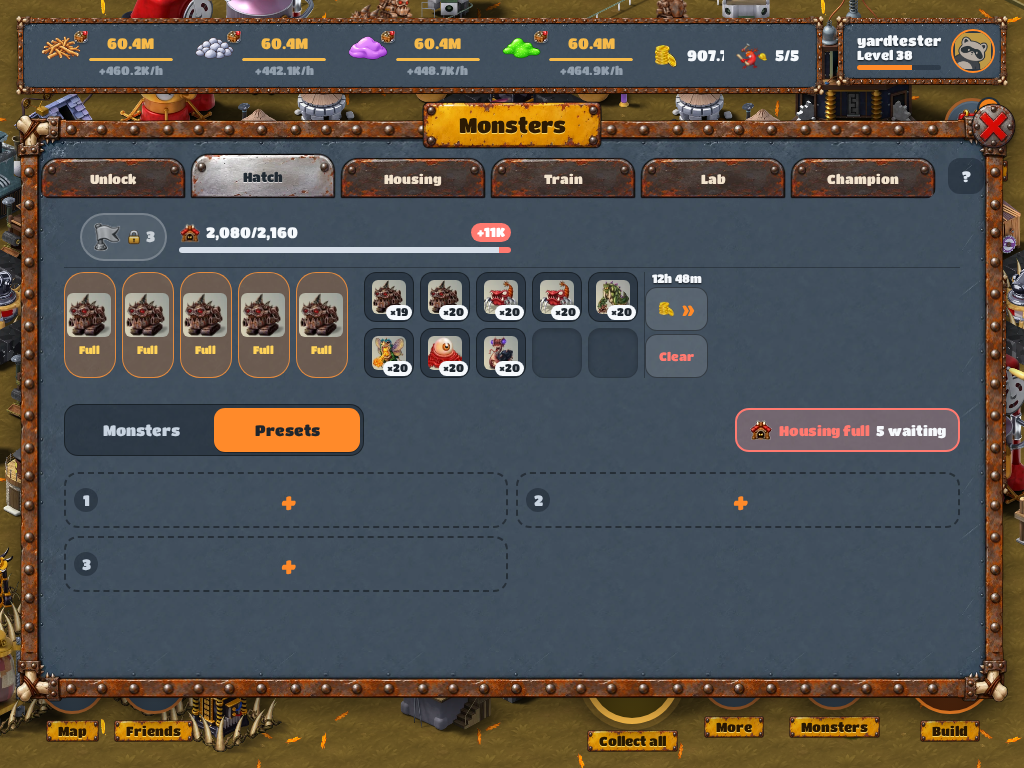 60.4M
60.4M
60.4M
60.4M
907.1
5/5
+460.2K/h
+442.1K/h
+448.7K/h
+464.9K/h
yardtester
Level 38
Monsters
Unlock
Hatch
Housing
Train
Lab
Champion
?
3
2,080/2,160
+11K
Full
Full
Full
Full
Full
×19
×20
×20
×20
×20
×20
×20
×20
12h 48m
Clear
Monsters
Presets
Housing full 5 waiting
1
2
3
Map
Friends
Collect all
More
Monsters
Build